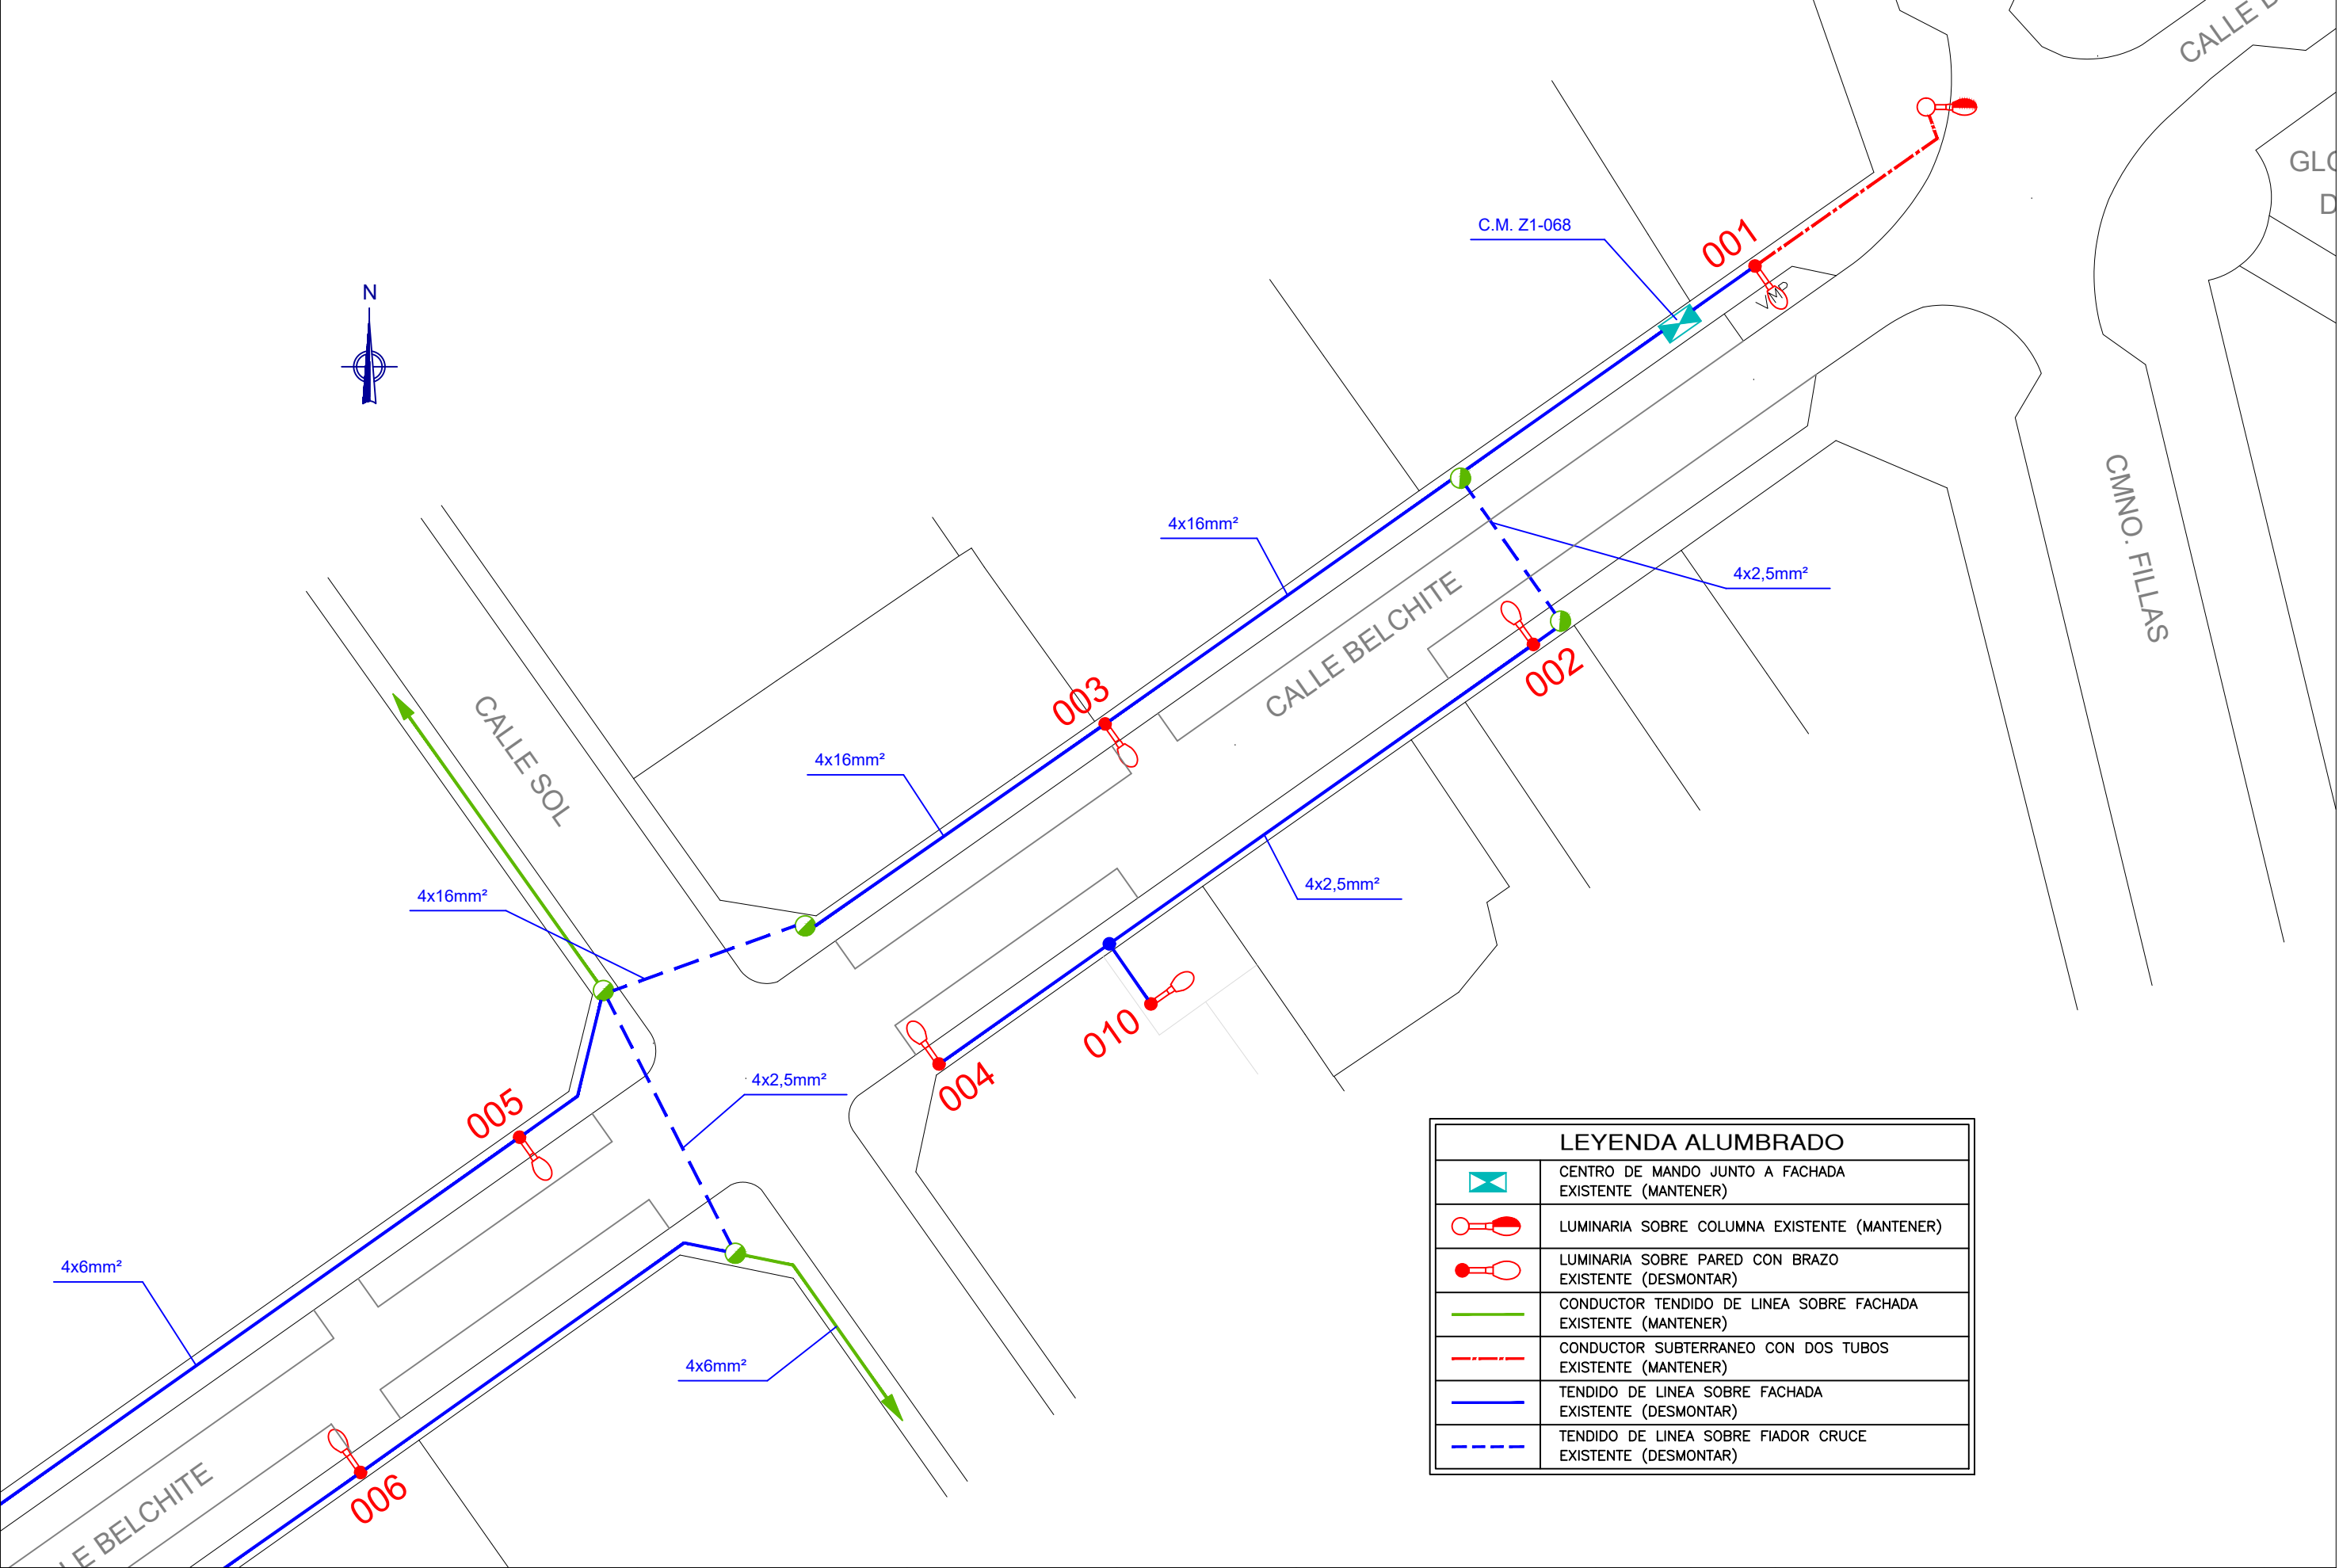 CALLE
GLO
D
C.M. Z1-068
001
VMP
N
4x16mm²
4x2,5mm²
CMNO. FILLAS
CALLE BELCHITE
002
003
4x16mm²
CALLE SOL
4x16mm²
4x2,5mm²
010
004
4x2,5mm²
005
4x6mm²
4x6mm²
006
LE BELCHITE
LEYENDA ALUMBRADO
CENTRO DE MANDO JUNTO A FACHADA
EXISTENTE (MANTENER)
LUMINARIA SOBRE COLUMNA EXISTENTE (MANTENER)
LUMINARIA SOBRE PARED CON BRAZO
EXISTENTE (DESMONTAR)
CONDUCTOR TENDIDO DE LINEA SOBRE FACHADA
EXISTENTE (MANTENER)
CONDUCTOR SUBTERRANEO CON DOS TUBOS
EXISTENTE (MANTENER)
TENDIDO DE LINEA SOBRE FACHADA
EXISTENTE (DESMONTAR)
TENDIDO DE LINEA SOBRE FIADOR CRUCE
EXISTENTE (DESMONTAR)